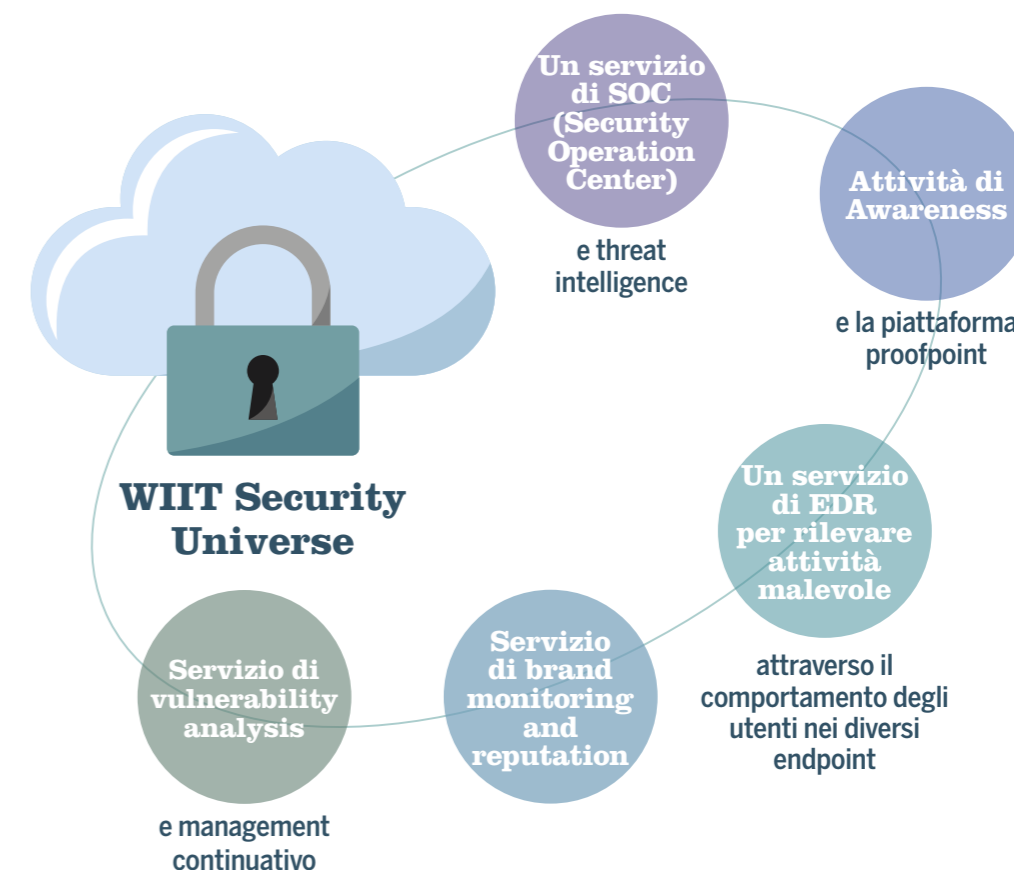 WIIT Security
Universe
Un servizio
di SOC
(Security
Operation
Center)
e threat
intelligence
Attività di
Awareness
e la piattaforma
proofpoint
Un servizio
di EDR
per rilevare
attività
malevole
attraverso il
comportamento degli
utenti nei diversi
endpoint
Servizio
di brand
monitoring
and
reputation
Servizio di
vulnerability
analysis
e management
continuativo